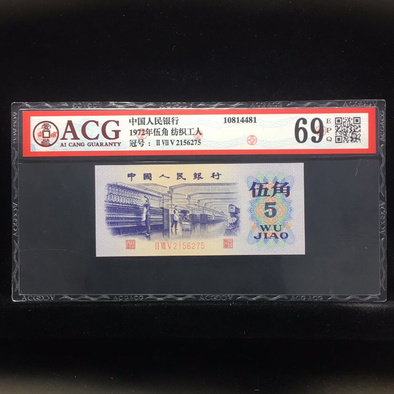 ACG
AI CANG GUARANTY
中国人民银行
10814481
1972年伍角 纺织工人
冠号： II VII V 2156275
69
EPQ
中国人民银行
伍角
5
WU
JIAO
II VII V 2156275